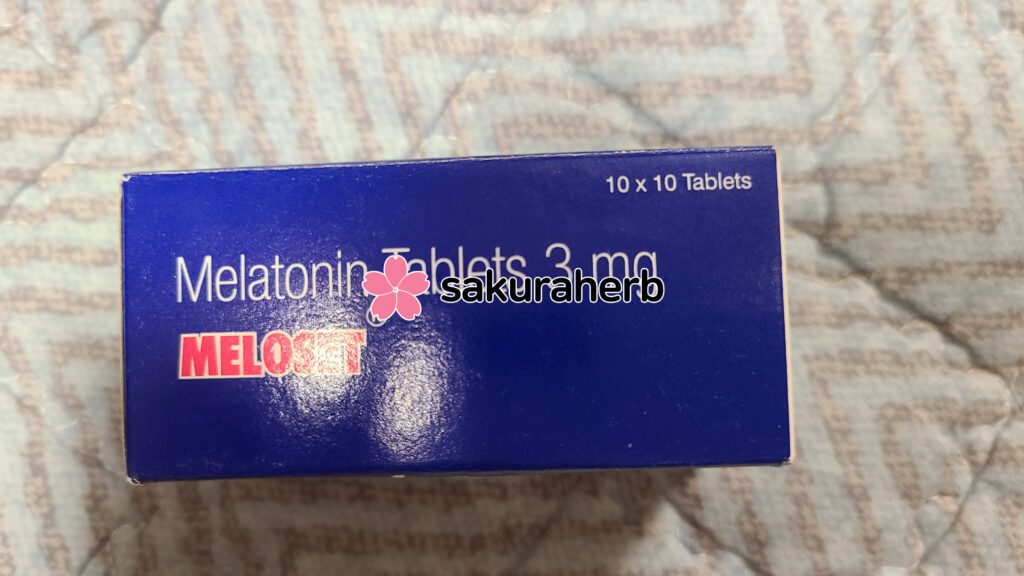 10 x 10 Tablets
Melatonin Tablets 3 mg
sakuraherb
®
MELOSET